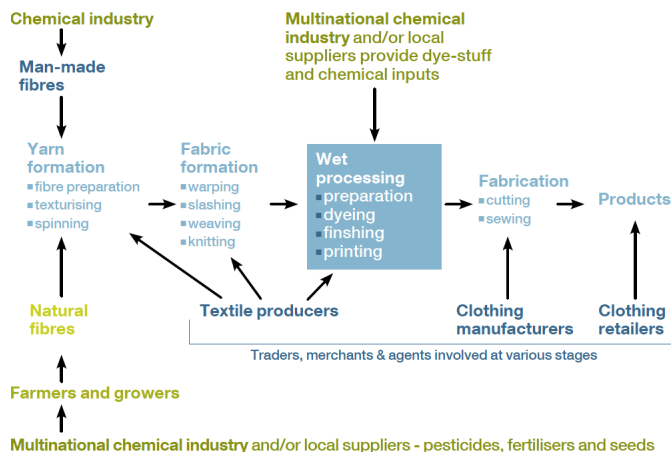 Chemical industry
Man-made
fibres
Multinational chemical
industry and/or local
suppliers provide dye-stuff
and chemical inputs
Yarn
formation
fibre preparation
texturising
spinning
Fabric
formation
warping
slashing
weaving
knitting
Wet
processing
preparation
dyeing
finshing
printing
Fabrication
cutting
sewing
Products
Natural
fibres
Textile producers
Clothing
manufacturers
Clothing
retailers
Traders, merchants & agents involved at various stages
Farmers and growers
Multinational chemical industry and/or local suppliers - pesticides, fertilisers and seeds